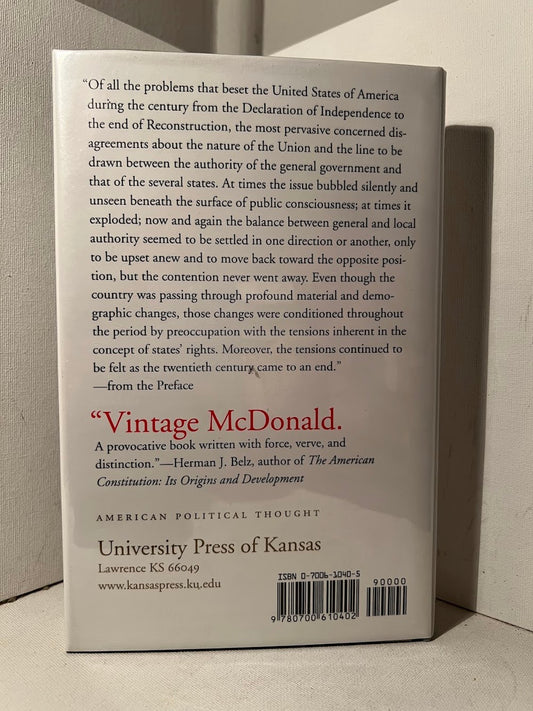 “Of all the problems that beset the United States of America
during the century from the Declaration of Independence to
the end of Reconstruction, the most pervasive concerned dis-
agreements about the nature of the Union and the line to be
drawn between the authority of the general government and
that of the several states. At times the issue bubbled silently and
unseen beneath the surface of public consciousness; at times it
exploded; now and again the balance between general and local
authority seemed to be settled in one direction or another, only
to be upset anew and to move back toward the opposite posi-
tion, but the contention never went away. Even though the
country was passing through profound material and demo-
graphic changes, those changes were conditioned throughout
the period by preoccupation with the tensions inherent in the
concept of states’ rights. Moreover, the tensions continued to
be felt as the twentieth century came to an end.”
—from the Preface
“Vintage McDonald.
A provocative book written with force, verve, and
distinction.”—Herman J. Belz, author of The American
Constitution: Its Origins and Development
AMERICAN POLITICAL THOUGHT
University Press of Kansas
Lawrence KS 66049
www.kansaspress.ku.edu
ISBN 0-7006-1040-5
90000
9 780700 610402